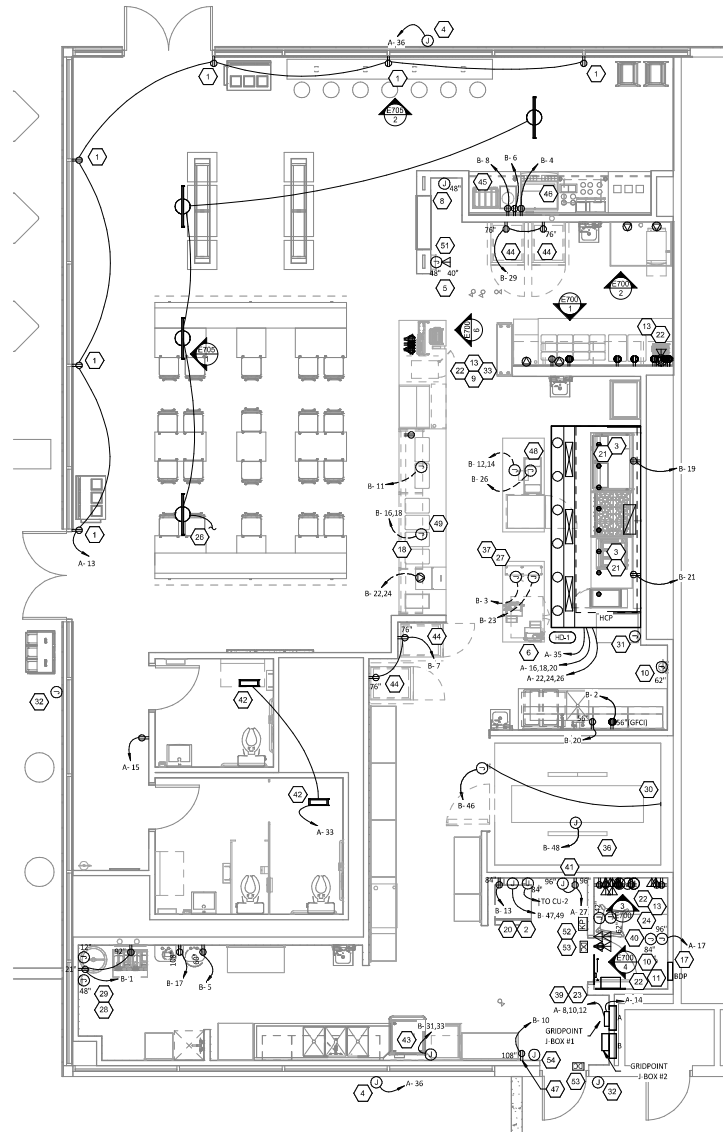 4
A- 36
J
1
1
1
E705
2
B- 8
B- 6
B- 4
45
46
J
48"
8
1
76"
76"
44
44
51
B- 29
48"
40"
5
E700
2
E700
1
E700
6
13
22
E705
13
22
33
9
1
3
21
48
B- 12,14
B- 26
B- 19
B- 11
B- 16,18
49
18
26
1
A- 13
37
27
3
21
B- 22,24
B- 3
B- 23
B- 21
HCP
HD-1
31
6
A- 35
A- 16,18,20
A- 22,24,26
76"
44
B- 7
10
62"
76"
44
42
32
B- 2
56"
56"(GFCI)
B- 20
A- 15
B- 46
30
42
A- 33
J
B- 48
36
41
84"
84"
96"
96"
TO CU-2
B- 13
B- 47,49
A- 27
20
2
52
KP
53
3
E700
22
13
24
40
96"
A- 17
84"
17
12"
92"
108"
21"
48"
B- 1
B- 17
B- 5
29
28
E700
4
10
11
22
BDP
39
23
A- 14
A- 8,10,12
A
B- 10
B- 31,33
43
J
GRIDPOINT
J-BOX #1
B
108"
J
54
GRIDPOINT
J-BOX #2
47
53
J
32
J
4
A- 36